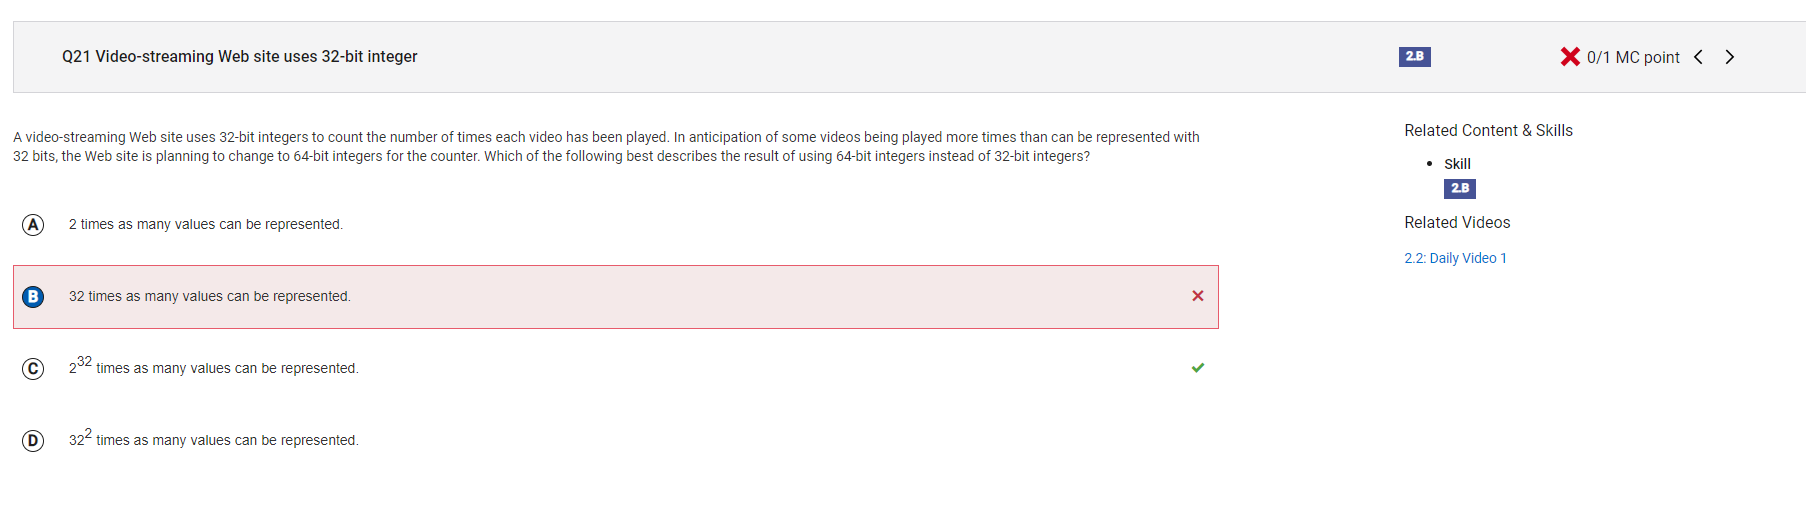 Q21 Video-streaming Web site uses 32-bit integer
2.B
0/1 MC point
A video-streaming Web site uses 32-bit integers to count the number of times each video has been played. In anticipation of some videos being played more times than can be represented with
32 bits, the Web site is planning to change to 64-bit integers for the counter. Which of the following best describes the result of using 64-bit integers instead of 32-bit integers?
A 2 times as many values can be represented.
B 32 times as many values can be represented.
C 2³² times as many values can be represented.
D 32² times as many values can be represented.
Related Content & Skills
• Skill
2.B
Related Videos
2.2: Daily Video 1